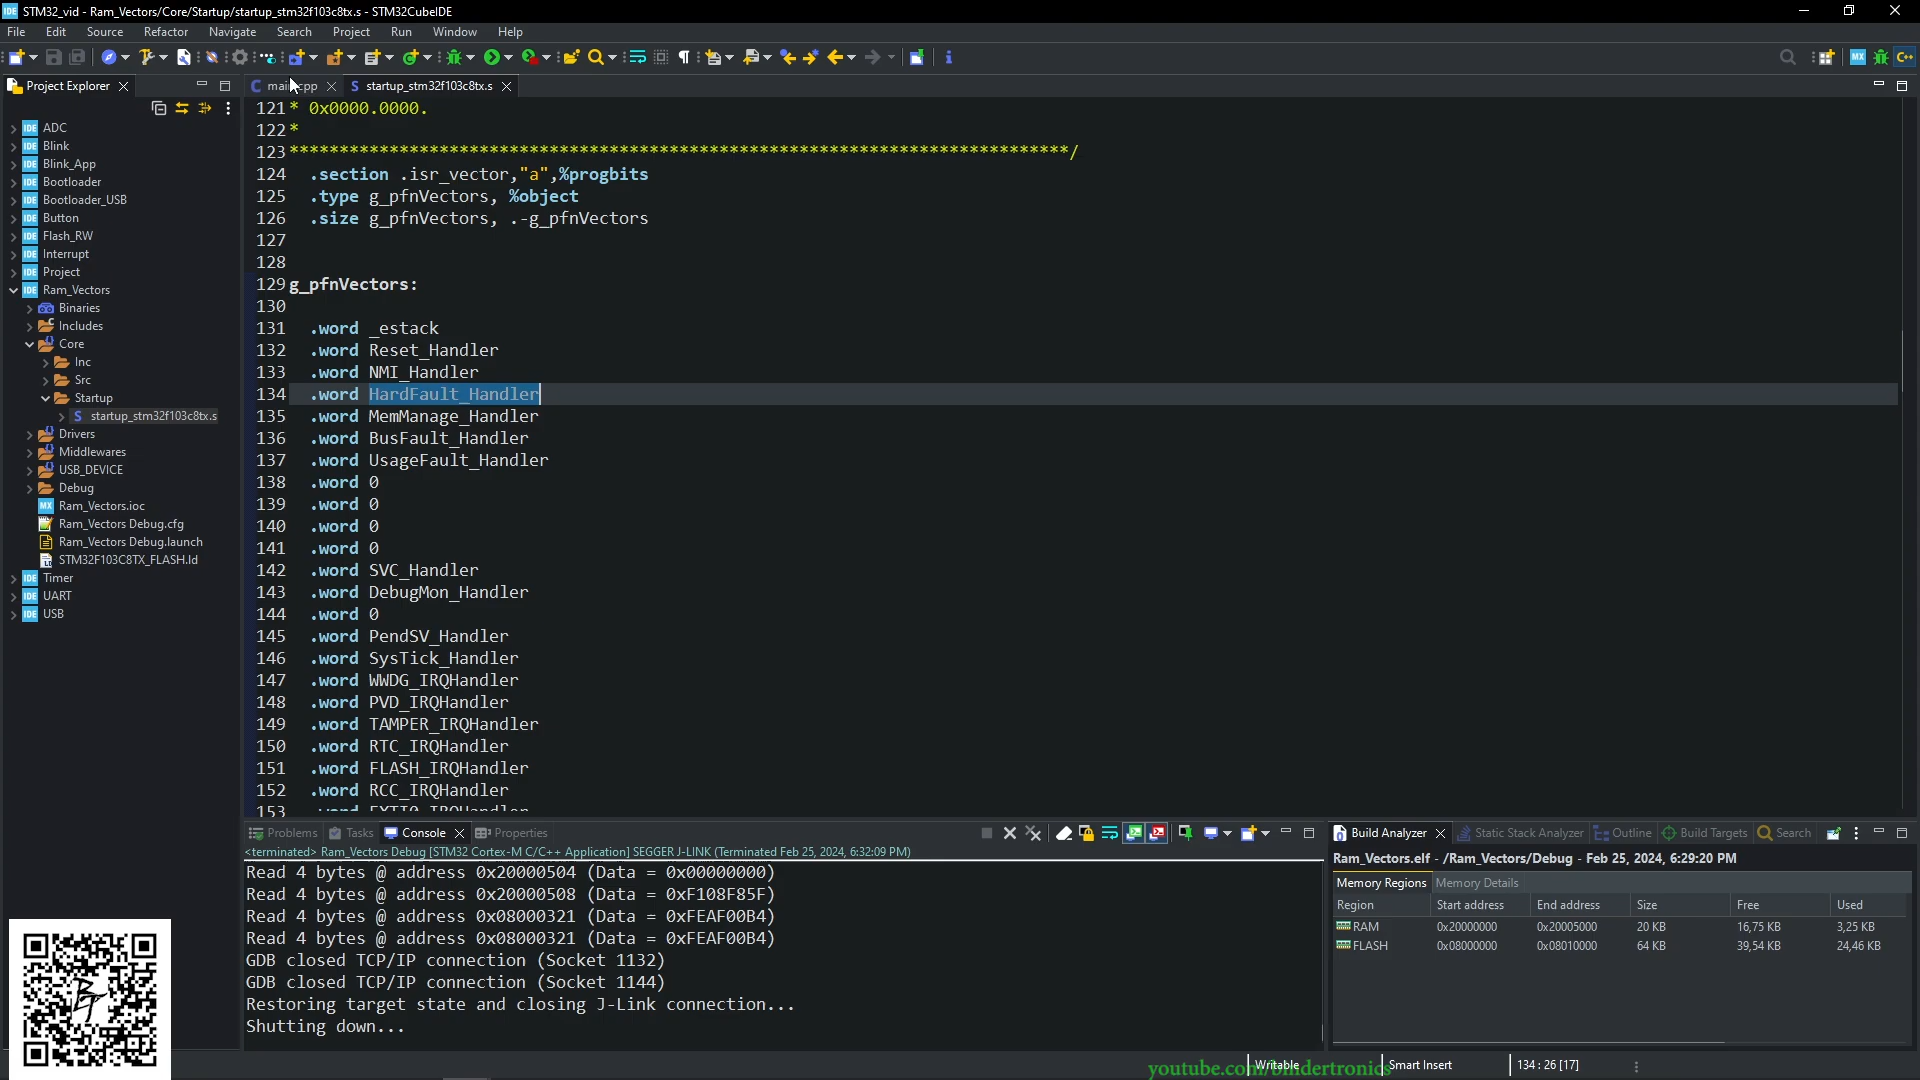 STM32_vid - Ram_Vectors/Core/Startup/startup_stm32f103c8tx.s - STM32CubeIDE
File Edit Source Refactor Navigate Search Project Run Window Help
Project Explorer
main.cpp startup_stm32f103c8tx.s
ADC
Blink
Blink_App
Bootloader
Bootloader_USB
Button
Flash_RW
Interrupt
Project
Ram_Vectors
Binaries
Includes
Core
Inc
Src
Startup
startup_stm32f103c8tx.s
Drivers
Middlewares
USB_DEVICE
Debug
Ram_Vectors.ioc
Ram_Vectors Debug.cfg
Ram_Vectors Debug.launch
STM32F103C8TX_FLASH.ld
Timer
UART
USB
121 * 0x0000.0000.
122 *
123 ******************************************************************************/
124 .section .isr_vector,"a",%progbits
125 .type g_pfnVectors, %object
126 .size g_pfnVectors, .-g_pfnVectors
127
128
129 g_pfnVectors:
130
131 .word _estack
132 .word Reset_Handler
133 .word NMI_Handler
134 .word HardFault_Handler
135 .word MemManage_Handler
136 .word BusFault_Handler
137 .word UsageFault_Handler
138 .word 0
139 .word 0
140 .word 0
141 .word 0
142 .word SVC_Handler
143 .word DebugMon_Handler
144 .word 0
145 .word PendSV_Handler
146 .word SysTick_Handler
147 .word WWDG_IRQHandler
148 .word PVD_IRQHandler
149 .word TAMPER_IRQHandler
150 .word RTC_IRQHandler
151 .word FLASH_IRQHandler
152 .word RCC_IRQHandler
153 .word EXTI0_IRQHandler
Problems Tasks Console Properties
<terminated> Ram_Vectors Debug [STM32 Cortex-M C/C++ Application] SEGGER J-LINK (Terminated Feb 25, 2024, 6:32:09 PM)
Read 4 bytes @ address 0x20000504 (Data = 0x00000000)
Read 4 bytes @ address 0x20000508 (Data = 0xF108F85F)
Read 4 bytes @ address 0x08000321 (Data = 0xFEAF00B4)
Read 4 bytes @ address 0x08000321 (Data = 0xFEAF00B4)
GDB closed TCP/IP connection (Socket 1132)
GDB closed TCP/IP connection (Socket 1144)
Restoring target state and closing J-Link connection...
Shutting down...
Build Analyzer Static Stack Analyzer Outline Build Targets Search
Ram_Vectors.elf - /Ram_Vectors/Debug - Feb 25, 2024, 6:29:20 PM
Memory Regions Memory Details
Region Start address End address Size Free Used
RAM 0x20000000 0x20005000 20 KB 16,75 KB 3,25 KB
FLASH 0x08000000 0x08010000 64 KB 39,54 KB 24,46 KB
BT
youtube.com/bindertronics
Writable Smart Insert 134 : 26 [17]